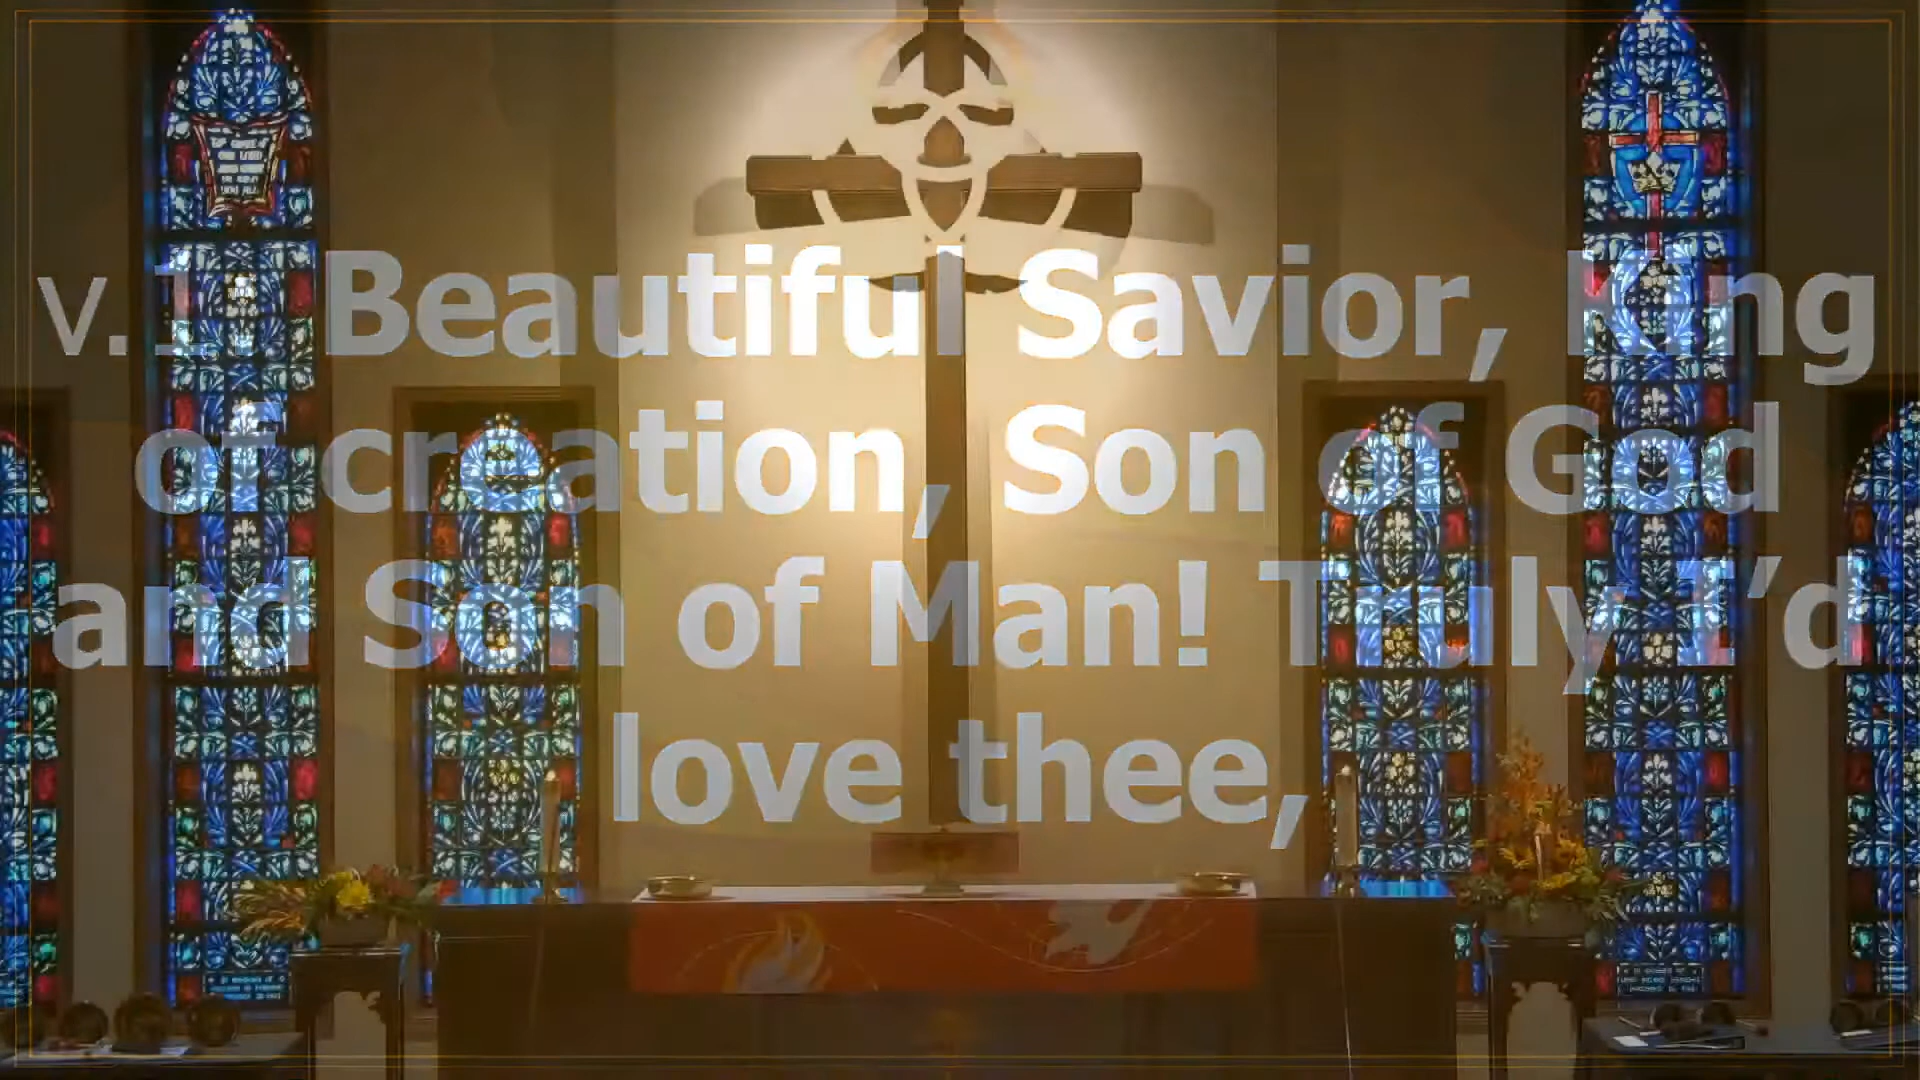 v.1. Beautiful Savior, King
of creation, Son of God
and Son of Man! Truly I’d
love thee,